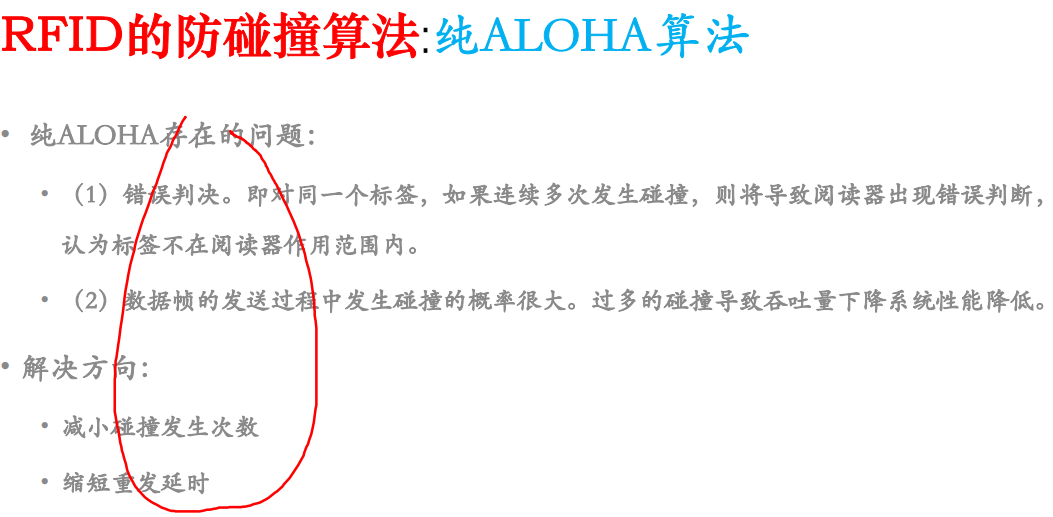 RFID的防碰撞算法:纯ALOHA算法
• 纯ALOHA存在的问题：
• （1）错误判决。即对同一个标签，如果连续多次发生碰撞，则将导致阅读器出现错误判断，
认为标签不在阅读器作用范围内。
• （2）数据帧的发送过程中发生碰撞的概率很大。过多的碰撞导致吞吐量下降系统性能降低。
• 解决方向：
• 减小碰撞发生次数
• 缩短重发延时